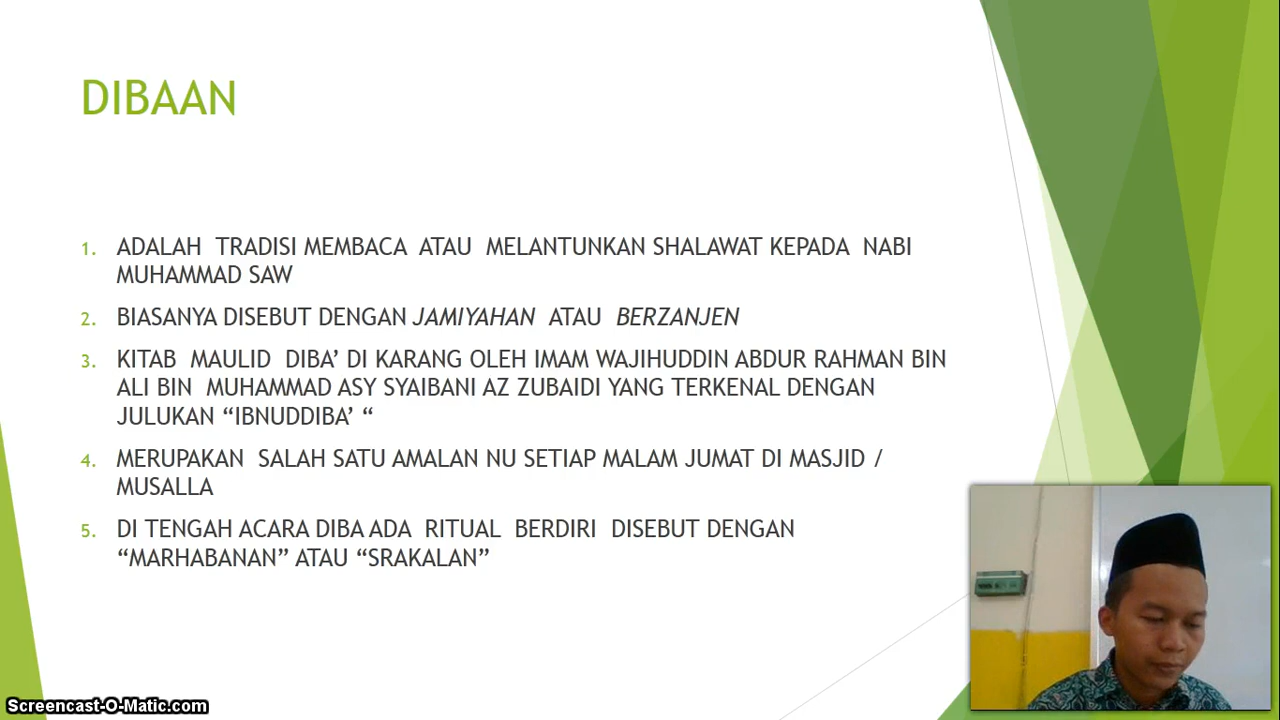 DIBAAN
1. ADALAH TRADISI MEMBACA ATAU MELANTUNKAN SHALAWAT KEPADA NABI
MUHAMMAD SAW
2. BIASANYA DISEBUT DENGAN JAMIYAHAN ATAU BERZANJEN
3. KITAB MAULID DIBA’ DI KARANG OLEH IMAM WAJIHUDDIN ABDUR RAHMAN BIN
ALI BIN MUHAMMAD ASY SYAIBANI AZ ZUBAIDI YANG TERKENAL DENGAN
JULUKAN “IBNUDDIBA’ “
4. MERUPAKAN SALAH SATU AMALAN NU SETIAP MALAM JUMAT DI MASJID /
MUSALLA
5. DI TENGAH ACARA DIBA ADA RITUAL BERDIRI DISEBUT DENGAN
“MARHABANAN” ATAU “SRAKALAN”
Screencast-O-Matic.com